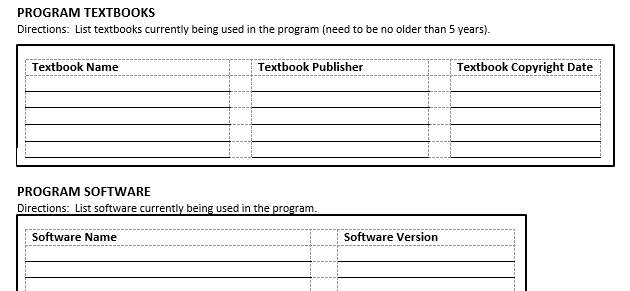 PROGRAM TEXTBOOKS
Directions:  List textbooks currently being used in the program (need to be no older than 5 years).
Textbook Name Textbook Publisher Textbook Copyright Date
PROGRAM SOFTWARE
Directions:  List software currently being used in the program.
Software Name Software Version